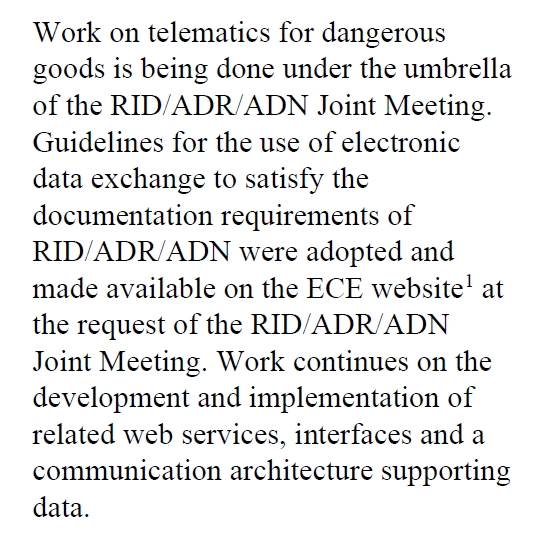 Work on telematics for dangerous
goods is being done under the umbrella
of the RID/ADR/ADN Joint Meeting.
Guidelines for the use of electronic
data exchange to satisfy the
documentation requirements of
RID/ADR/ADN were adopted and
made available on the ECE website¹ at
the request of the RID/ADR/ADN
Joint Meeting. Work continues on the
development and implementation of
related web services, interfaces and a
communication architecture supporting
data.